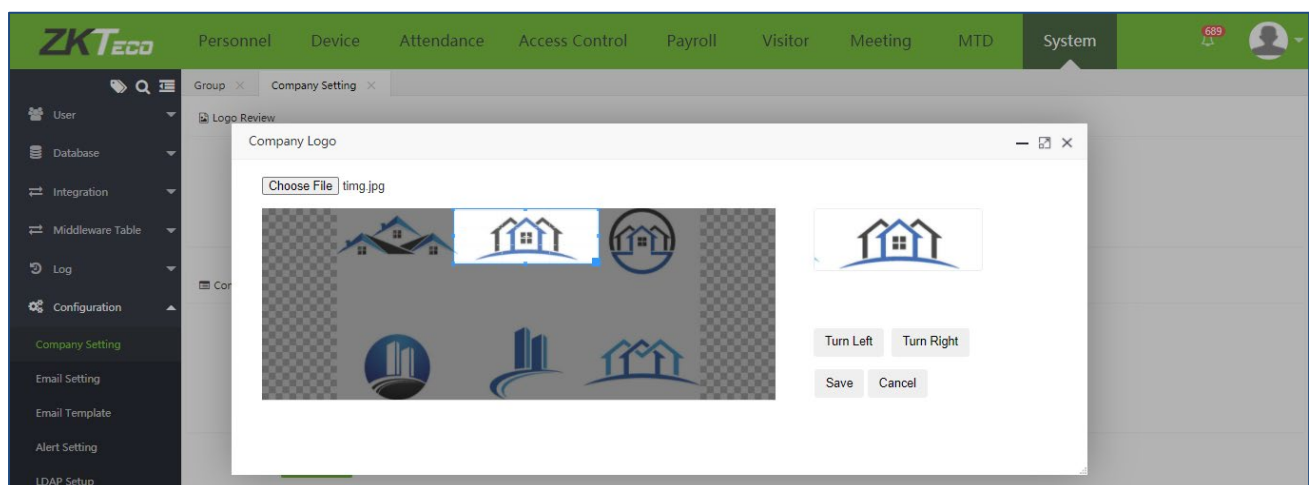 ZKTECO
Personnel Device Attendance Access Control Payroll Visitor Meeting MTD System 689
Group Company Setting
User
Logo Review
Company Logo
Database
Choose File timg.jpg
Integration
Middleware Table
Log
Con
Configuration
Company Setting
Turn Left Turn Right
Email Setting
Save Cancel
Email Template
Alert Setting
LDAP Setup